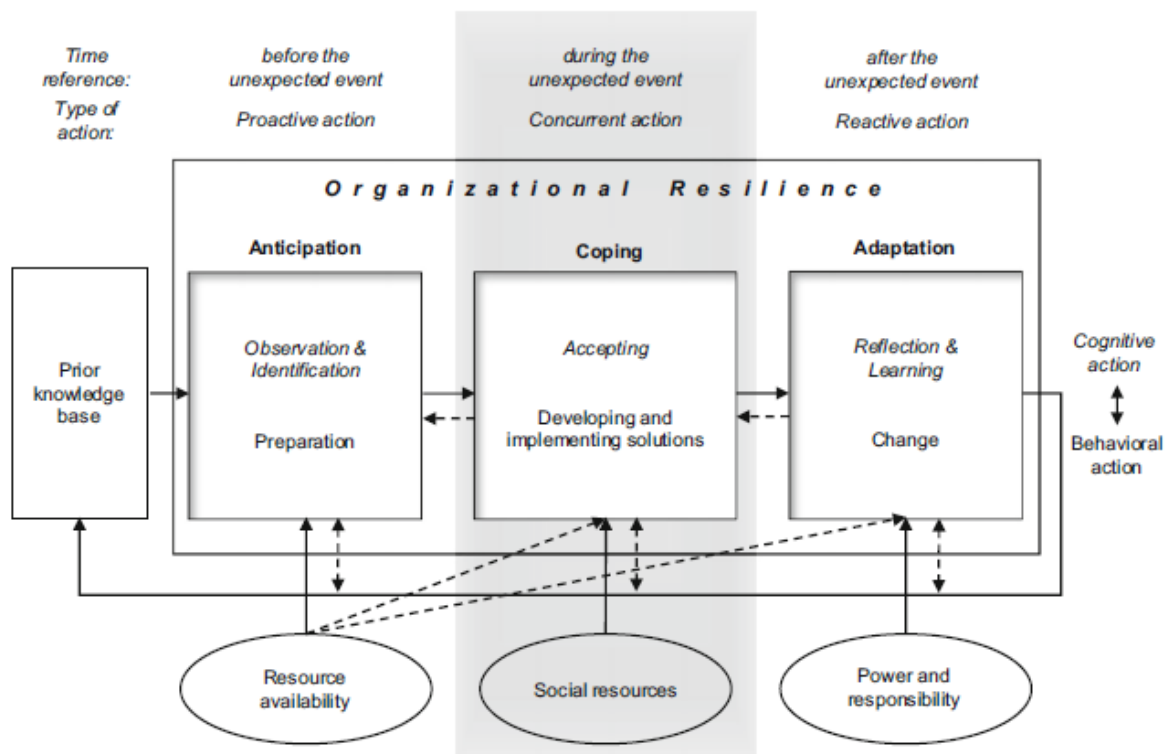 Time
reference:
before the
unexpected event
during the
unexpected event
after the
unexpected event
Type of
action:
Proactive action
Concurrent action
Reactive action
Organizational Resilience
Anticipation
Coping
Adaptation
Prior
knowledge
base
Observation &
Identification
Preparation
Accepting
Developing and
implementing solutions
Reflection &
Learning
Change
Cognitive
action
Behavioral
action
Resource
availability
Social resources
Power and
responsibility